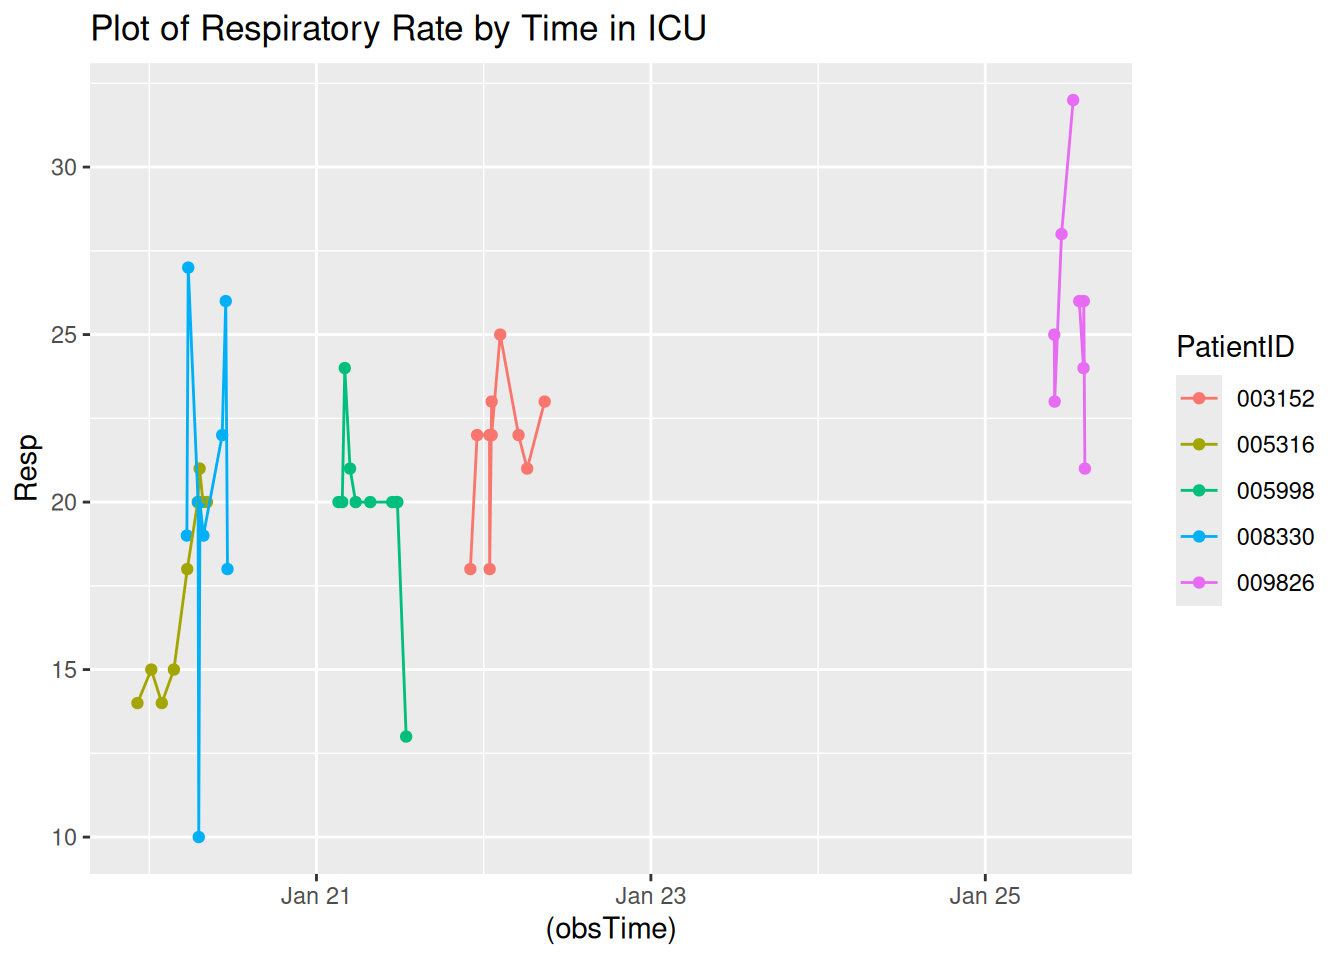 Plot of Respiratory Rate by Time in ICU
30
25
20
15
10
Resp
Jan 21 Jan 23 Jan 25
(obsTime)
PatientID
003152
005316
005998
008330
009826